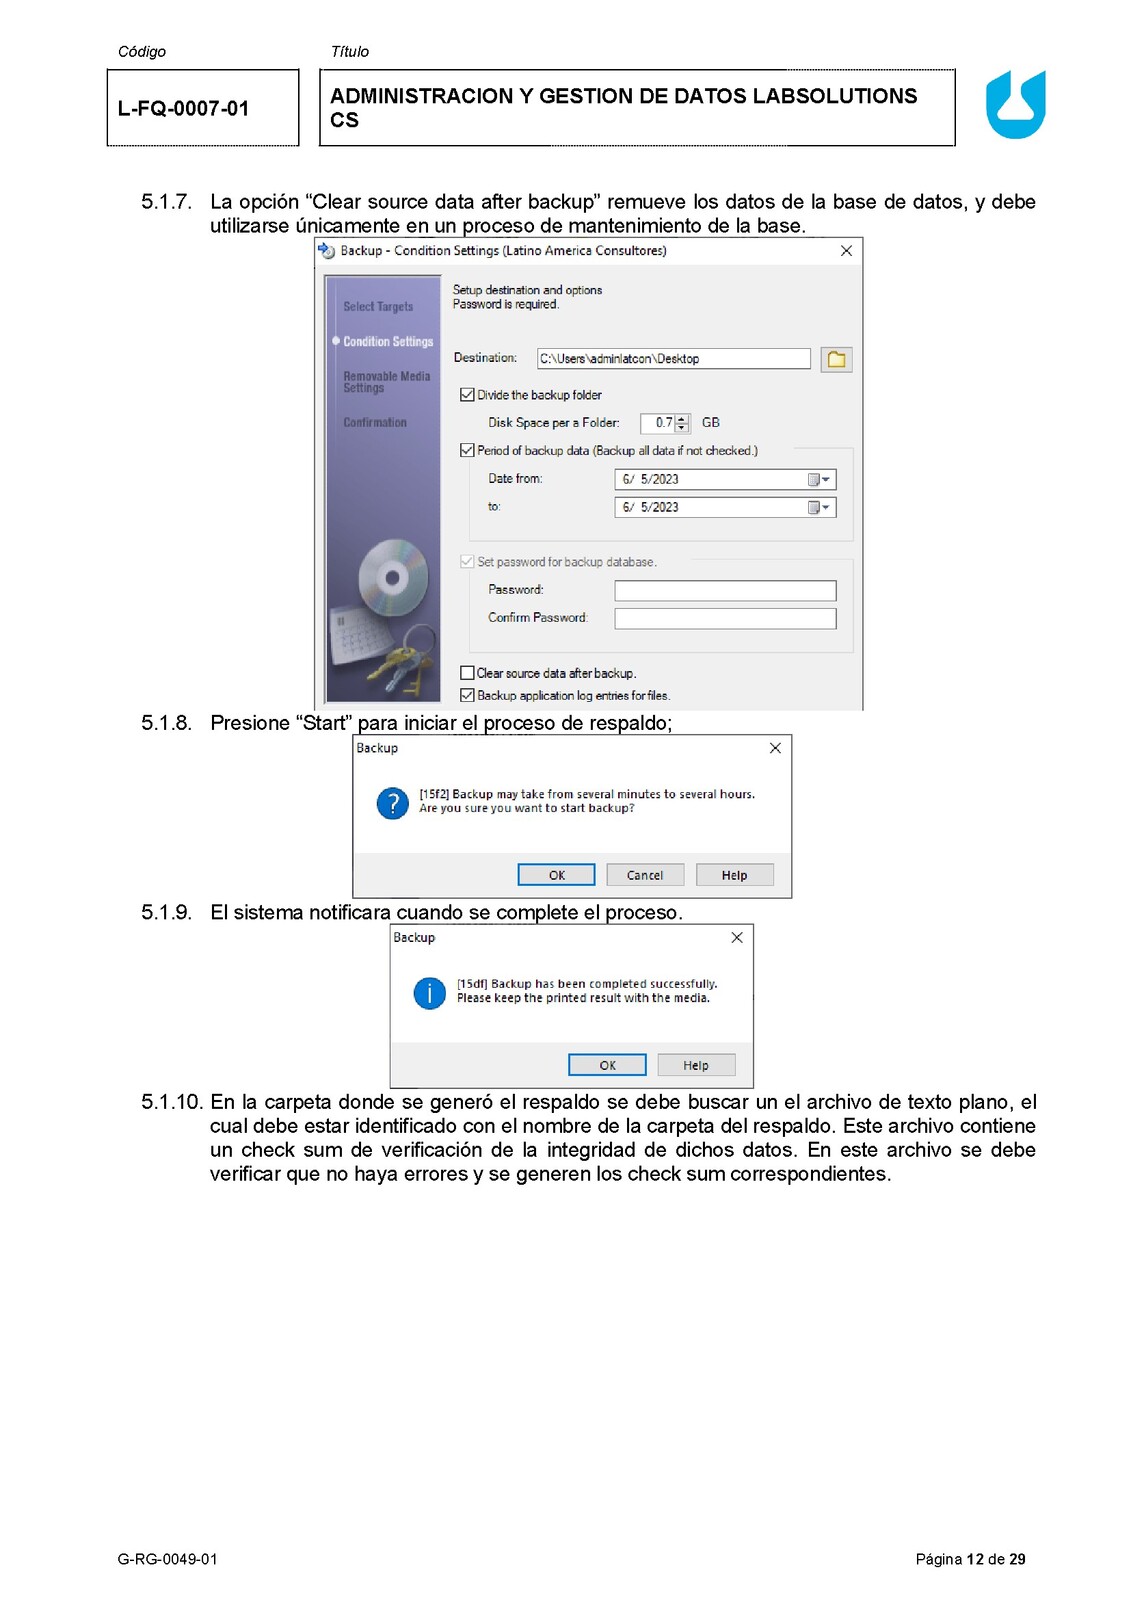 Código
Título
L-FQ-0007-01
ADMINISTRACION Y GESTION DE DATOS LABSOLUTIONS
CS
5.1.7. La opción “Clear source data after backup” remueve los datos de la base de datos, y debe
utilizarse únicamente en un proceso de mantenimiento de la base.
Backup - Condition Settings (Latino America Consultores)
Select Targets
Condition Settings
Removable Media
Settings
Confirmation
Setup destination and options
Password is required.
Destination: C:\Users\adminlatcon\Desktop
Divide the backup folder
Disk Space per a Folder: 0.7 GB
Period of backup data (Backup all data if not checked.)
Date from: 6/ 5/2023
to: 6/ 5/2023
Set password for backup database.
Password:
Confirm Password:
Clear source data after backup.
Backup application log entries for files.
5.1.8. Presione “Start” para iniciar el proceso de respaldo;
Backup
[15f2] Backup may take from several minutes to several hours.
Are you sure you want to start backup?
OK Cancel Help
5.1.9. El sistema notificara cuando se complete el proceso.
Backup
[15df] Backup has been completed successfully.
Please keep the printed result with the media.
OK Help
5.1.10. En la carpeta donde se generó el respaldo se debe buscar un el archivo de texto plano, el
cual debe estar identificado con el nombre de la carpeta del respaldo. Este archivo contiene
un check sum de verificación de la integridad de dichos datos. En este archivo se debe
verificar que no haya errores y se generen los check sum correspondientes.
G-RG-0049-01
Página 12 de 29